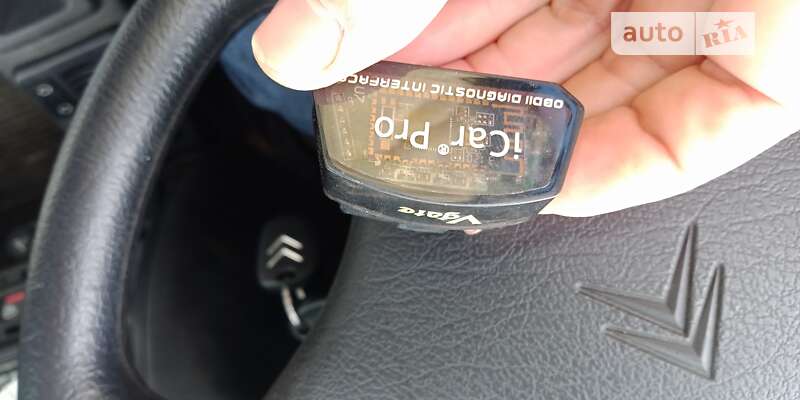 auto RIA
OBDII DIAGNOSTIC INTERFACE
iCar® Pro
Vgate